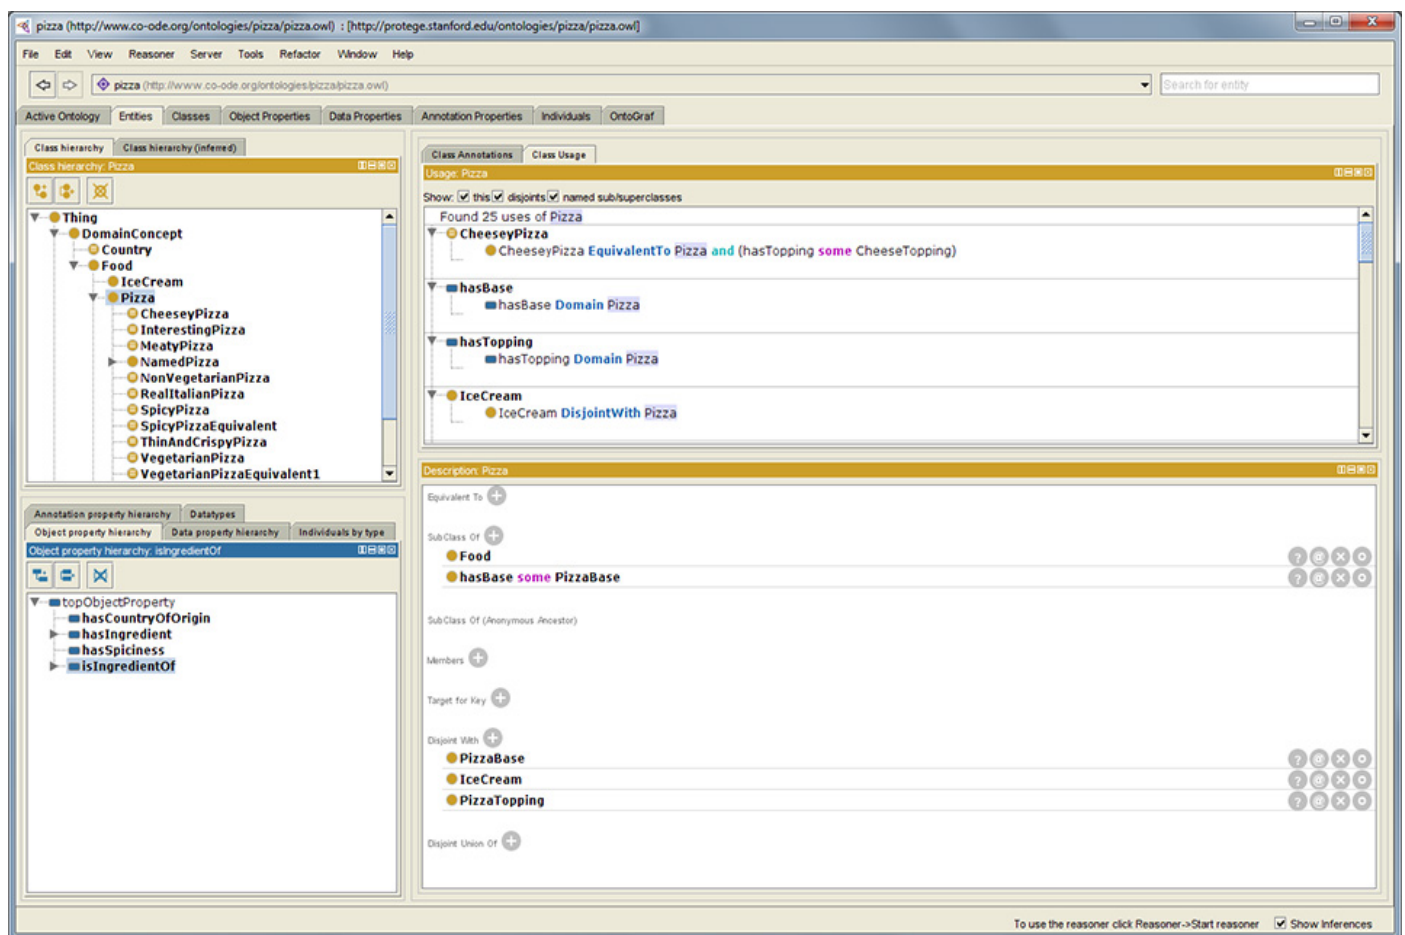 pizza (http://www.co-ode.org/ontologies/pizza/pizza.owl) : [http://protege.stanford.edu/ontologies/pizza/pizza.owl]
File Edit View Reasoner Server Tools Refactor Window Help
pizza (http://www.co-ode.org/ontologies/pizza/pizza.owl)
Search for entity
Active Ontology Entities Classes Object Properties Data Properties Annotation Properties Individuals OntoGraf
Class hierarchy Class hierarchy (inferred)
Class hierarchy: Pizza
Thing
DomainConcept
Country
Food
IceCream
Pizza
CheeseyPizza
InterestingPizza
MeatyPizza
NamedPizza
NonVegetarianPizza
RealItalianPizza
SpicyPizza
SpicyPizzaEquivalent
ThinAndCrispyPizza
VegetarianPizza
VegetarianPizzaEquivalent1
Annotation property hierarchy Datatypes
Object property hierarchy Data property hierarchy Individuals by type
Object property hierarchy: isIngredientOf
topObjectProperty
hasCountryOfOrigin
hasIngredient
hasSpiciness
isIngredientOf
Class Annotations Class Usage
Usage: Pizza
Show: this disjoints named sub/superclasses
Found 25 uses of Pizza
CheeseyPizza
CheeseyPizza EquivalentTo Pizza and (hasTopping some CheeseTopping)
hasBase
hasBase Domain Pizza
hasTopping
hasTopping Domain Pizza
IceCream
IceCream DisjointWith Pizza
Description: Pizza
Equivalent To
SubClass Of
Food
hasBase some PizzaBase
SubClass Of (Anonymous Ancestor)
Members
Target for Key
Disjoint With
PizzaBase
IceCream
PizzaTopping
Disjoint Union Of
To use the reasoner click Reasoner->Start reasoner Show Inferences